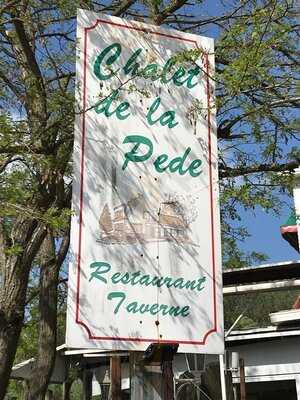 Chalet
de la
Pede
Restaurant
Taverne